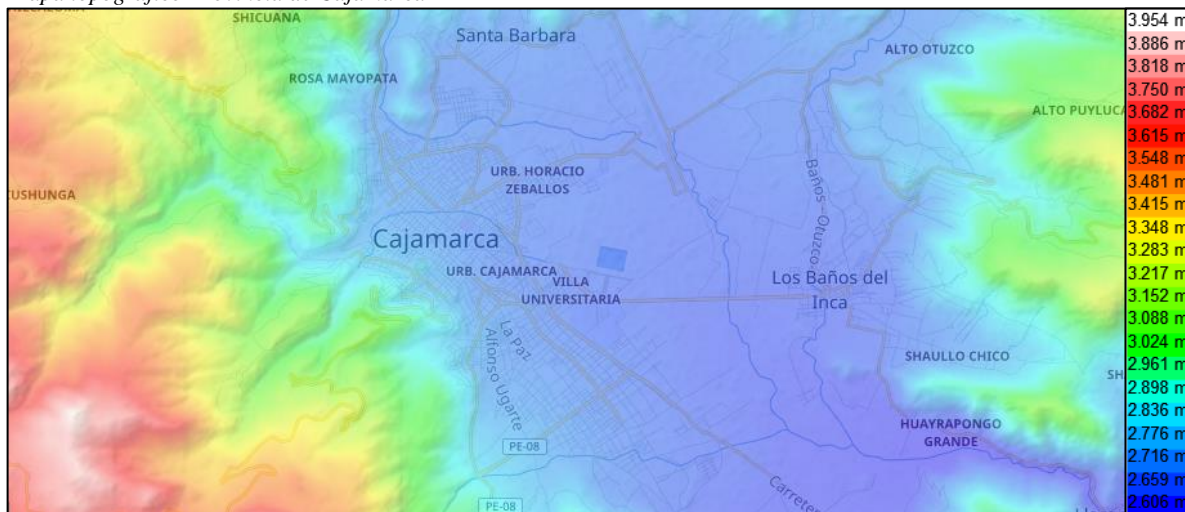 SHICUANA
Santa Barbara
ALTO OTUZCO
ROSA MAYOPATA
ALTO PUYLUCA
URB. HORACIO
ZEBALLOS
Baños - Otuzco
Cajamarca
URB. CAJAMARCA
VILLA
UNIVERSITARIA
Los Baños del
Inca
La Paz
Alfonso Ugarte
SHAULLO CHICO
SH
HUAYRAPONGO
GRANDE
PE-08
PE-08
Carreter
3.954 m
3.886 m
3.818 m
3.750 m
3.682 m
3.615 m
3.548 m
3.481 m
3.415 m
3.348 m
3.283 m
3.217 m
3.152 m
3.088 m
3.024 m
2.961 m
2.898 m
2.836 m
2.776 m
2.716 m
2.659 m
2.606 m